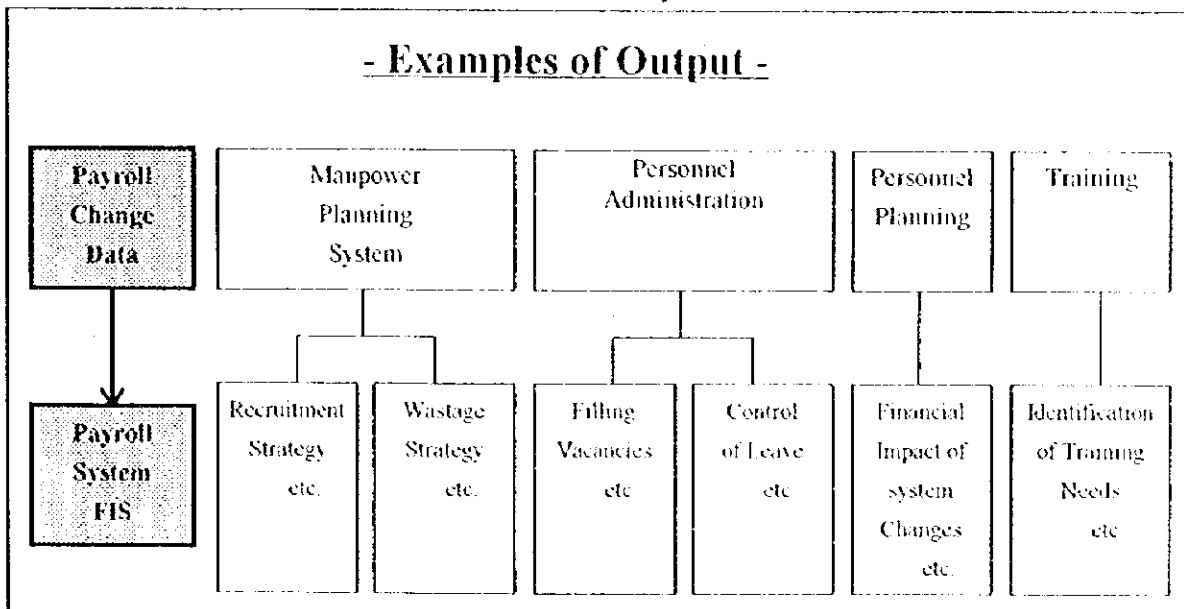 - Examples of Output -
Payroll
Change
Data
Manpower
Planning
System
Personnel
Administration
Personnel
Planning
Training
Payroll
System
FIS
Recruitment
Strategy
etc.
Wastage
Strategy
etc.
Filling
Vacancies
etc
Control
of Leave
etc
Financial
Impact of
system
Changes
etc.
Identification
of Training
Needs
etc